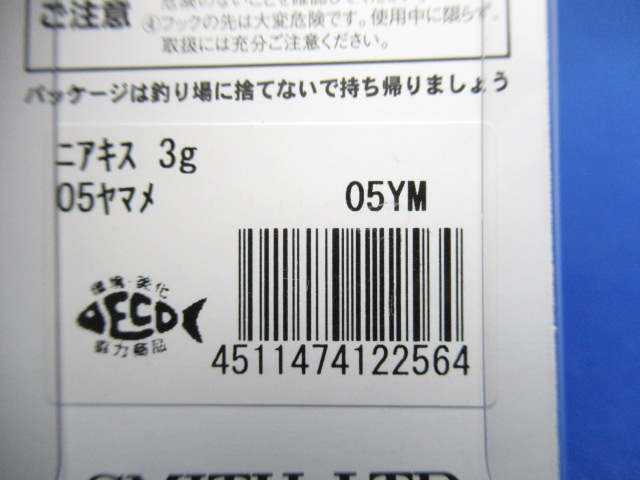 ご注意
④フックの先は大変危険です。使用中に限らず、
取扱には充分ご注意ください。
パッケージは釣り場に捨てないで持ち帰りましょう
ニアキス 3g
05ヤマメ 05YM
環境・美化
ECO
協力商品
4511474122564
SMITH LTD